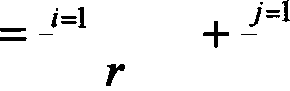 = i=1 + j=1
r